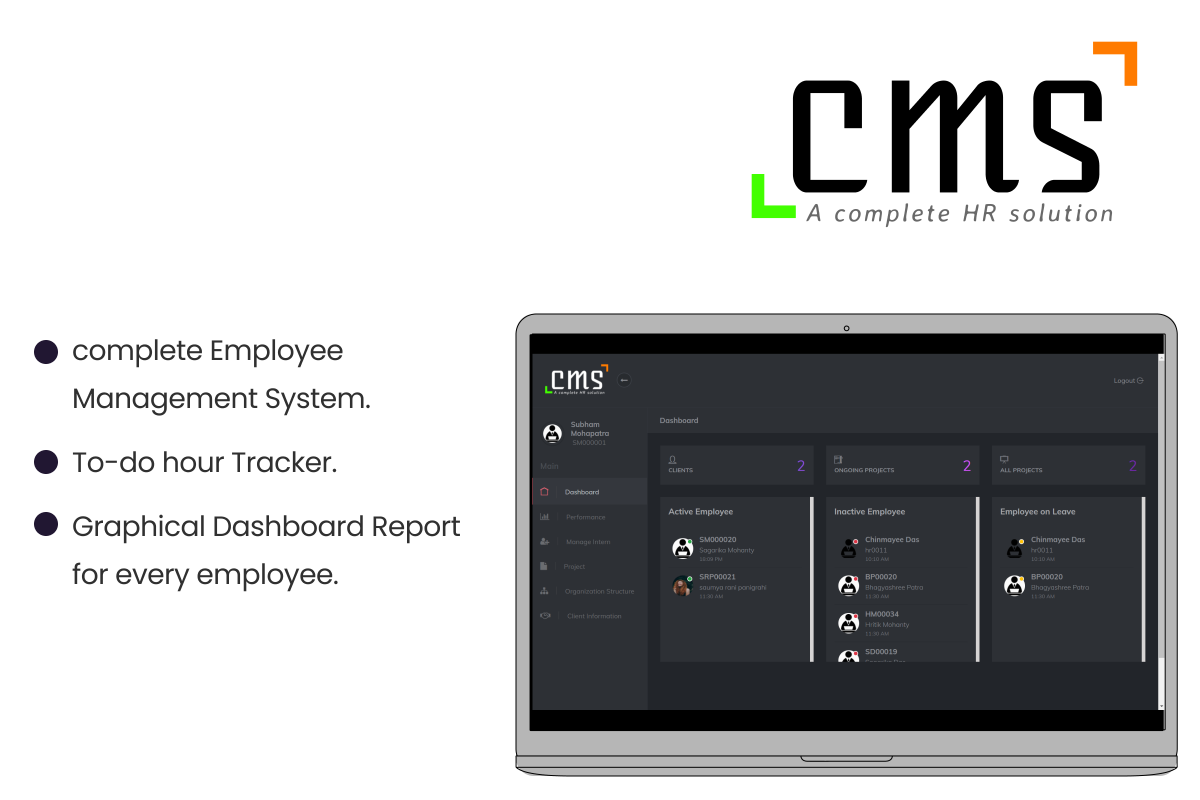 cms
A complete HR solution
complete Employee
Management System.
To-do hour Tracker.
Graphical Dashboard Report
for every employee.
cms
A complete HR solution
Logout
Subham
Mohapatra
SM000001
Main
Dashboard
Performance
Manage Intern
Project
Organization Structure
Client Information
Dashboard
CLIENTS
2
ONGOING PROJECTS
2
ALL PROJECTS
2
Active Employee
SM000020
Sagarika Mohanty
SRP00021
soumya rani panigrahi
11:30 AM
Inactive Employee
Chinmayee Das
hr0011
10:10 AM
BP00020
Bhagyashree Patra
11:30 AM
HM00034
Hritik Mohanty
11:30 AM
SD00019
Employee on Leave
Chinmayee Das
hr0011
10:10 AM
BP00020
Bhagyashree Patra
11:30 AM